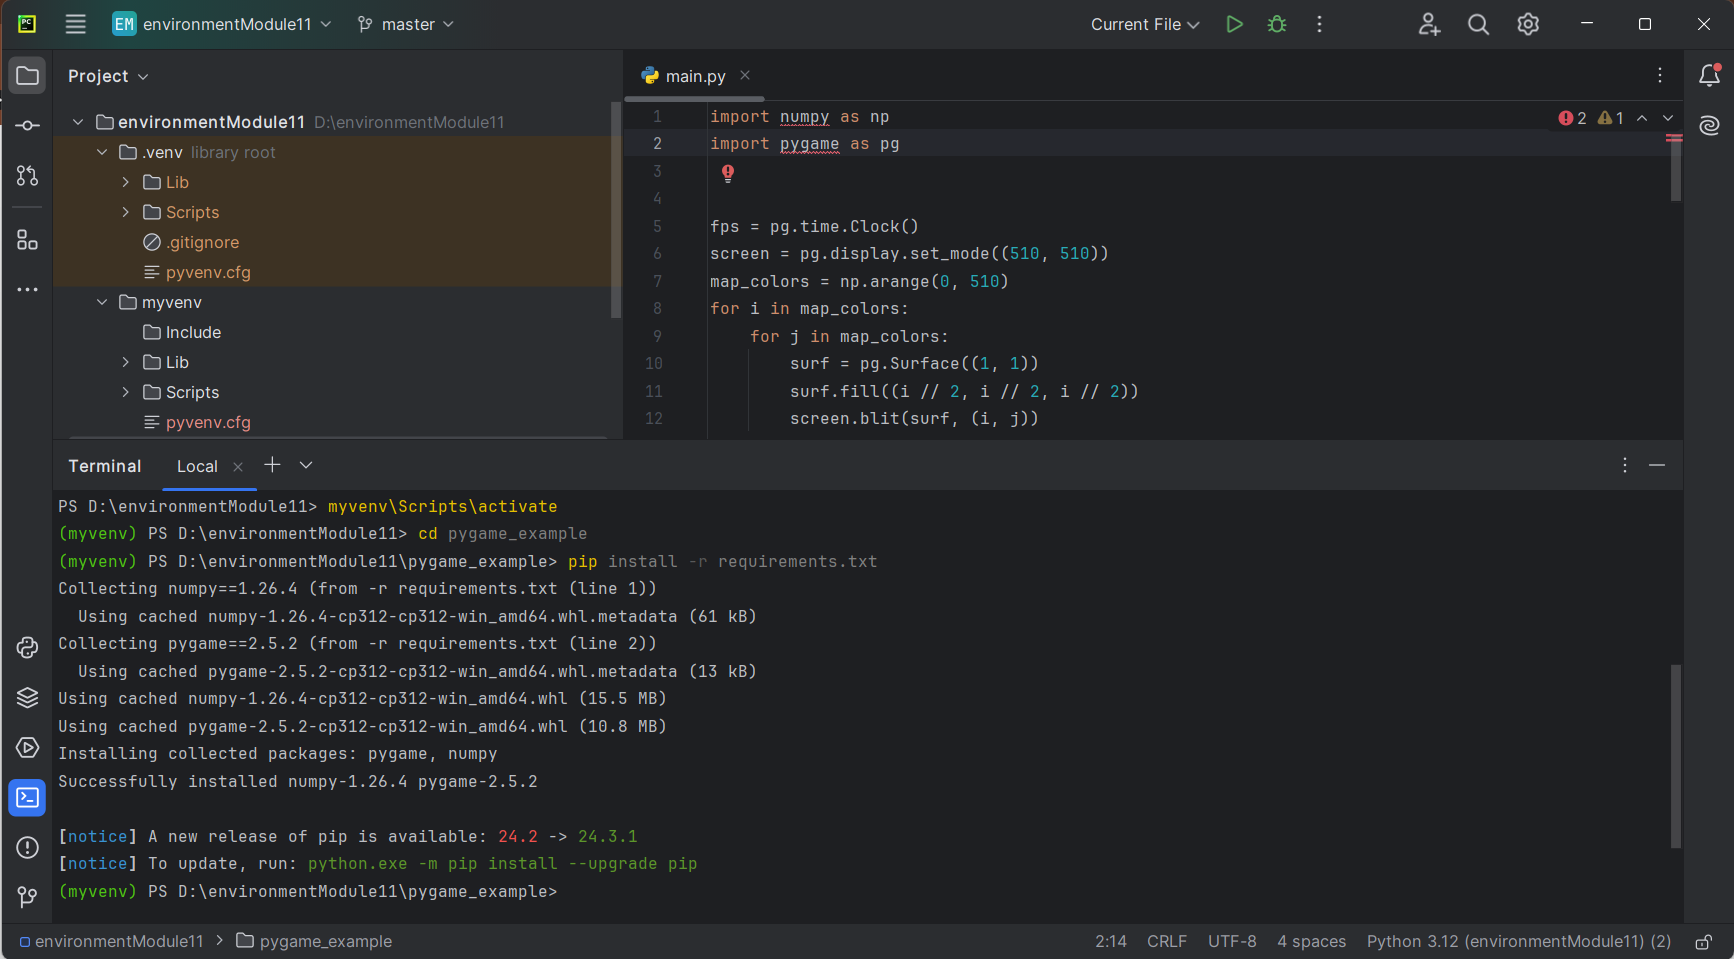 PC EM environmentModule11 master Current File
Project
main.py
environmentModule11 D:\environmentModule11
.venv library root
Lib
Scripts
.gitignore
pyvenv.cfg
myvenv
Include
Lib
Scripts
pyvenv.cfg
2 1
1 import numpy as np
2 import pygame as pg
3
4
5 fps = pg.time.Clock()
6 screen = pg.display.set_mode((510, 510))
7 map_colors = np.arange(0, 510)
8 for i in map_colors:
9 for j in map_colors:
10 surf = pg.Surface((1, 1))
11 surf.fill((i // 2, i // 2, i // 2))
12 screen.blit(surf, (i, j))
Terminal Local
PS D:\environmentModule11> myvenv\Scripts\activate
(myvenv) PS D:\environmentModule11> cd pygame_example
(myvenv) PS D:\environmentModule11\pygame_example> pip install -r requirements.txt
Collecting numpy==1.26.4 (from -r requirements.txt (line 1))
Using cached numpy-1.26.4-cp312-cp312-win_amd64.whl.metadata (61 kB)
Collecting pygame==2.5.2 (from -r requirements.txt (line 2))
Using cached pygame-2.5.2-cp312-cp312-win_amd64.whl.metadata (13 kB)
Using cached numpy-1.26.4-cp312-cp312-win_amd64.whl (15.5 MB)
Using cached pygame-2.5.2-cp312-cp312-win_amd64.whl (10.8 MB)
Installing collected packages: pygame, numpy
Successfully installed numpy-1.26.4 pygame-2.5.2
[notice] A new release of pip is available: 24.2 -> 24.3.1
[notice] To update, run: python.exe -m pip install --upgrade pip
(myvenv) PS D:\environmentModule11\pygame_example>
environmentModule11 > pygame_example 2:14 CRLF UTF-8 4 spaces Python 3.12 (environmentModule11) (2)